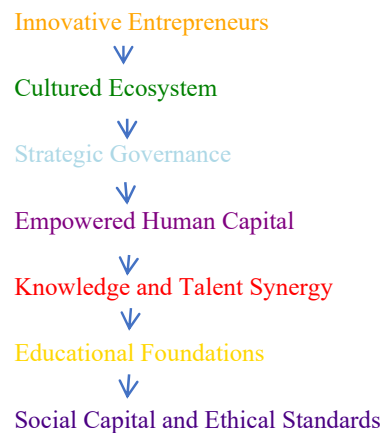 Innovative Entrepreneurs
Cultured Ecosystem
Strategic Governance
Empowered Human Capital
Knowledge and Talent Synergy
Educational Foundations
Social Capital and Ethical Standards